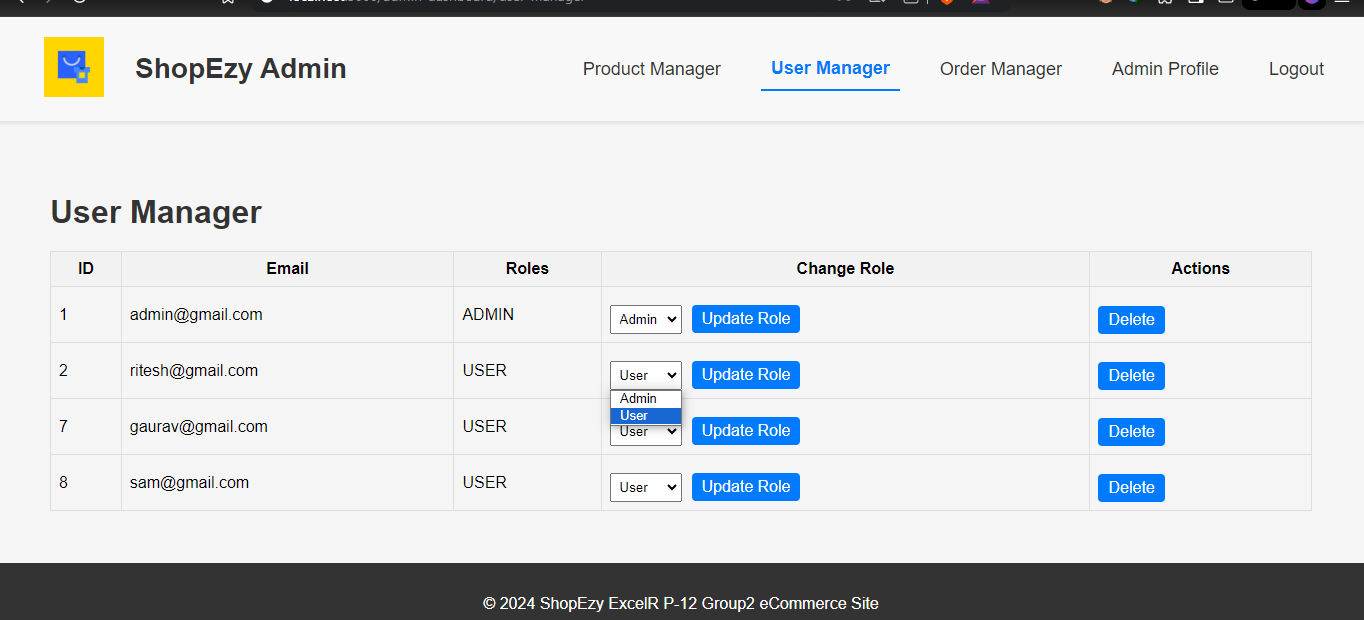 ShopEzy Admin
Product Manager User Manager Order Manager Admin Profile Logout
User Manager
ID Email Roles Change Role Actions
1 admin@gmail.com ADMIN Admin Update Role Delete
2 ritesh@gmail.com USER User Update Role Delete
Admin
User
7 gaurav@gmail.com USER User Update Role Delete
8 sam@gmail.com USER User Update Role Delete
© 2024 ShopEzy ExcelR P-12 Group2 eCommerce Site